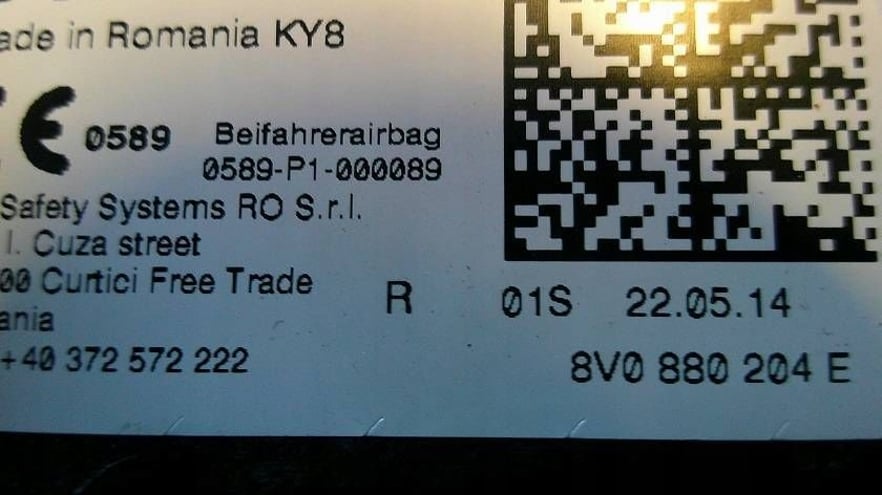 ade in Romania KY8
CE 0589 Beifahrerairbag
0589-P1-000089
Safety Systems RO S.r.l.
I. Cuza street
00 Curtici Free Trade
ania
R 01S 22.05.14
+40 372 572 222
8V0 880 204 E